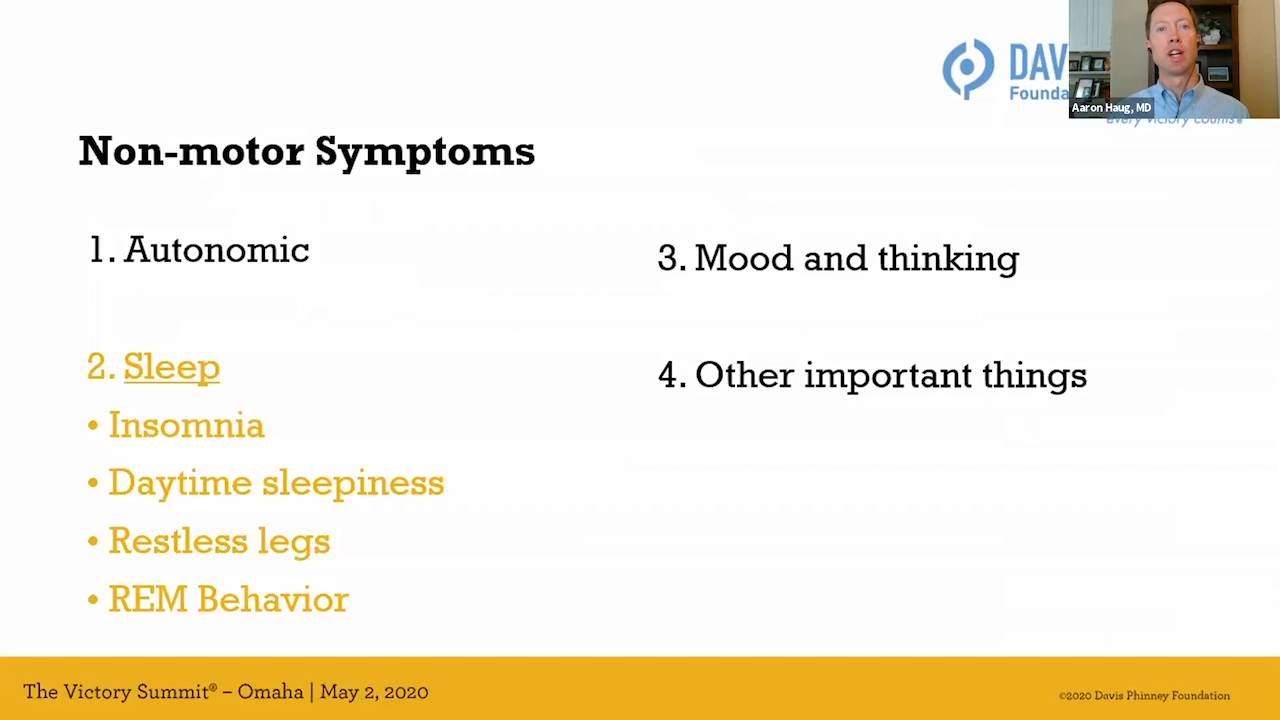 DAV
Founda
Aaron Haug, MD
every victory counts®
Non-motor Symptoms
1. Autonomic
2. Sleep
• Insomnia
• Daytime sleepiness
• Restless legs
• REM Behavior
3. Mood and thinking
4. Other important things
The Victory Summit® – Omaha | May 2, 2020
©2020 Davis Phinney Foundation